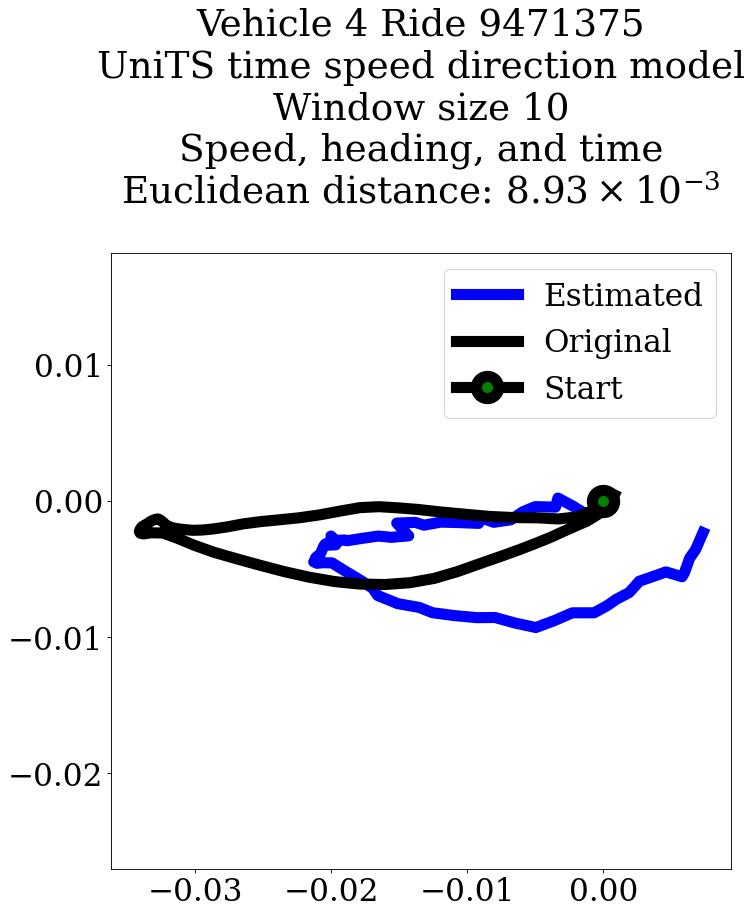 Vehicle 4 Ride 9471375
UniTS time speed direction model
Window size 10
Speed, heading, and time
Euclidean distance: 8.93 × 10⁻³
Estimated
Original
Start
0.01
0.00
−0.01
−0.02
−0.03 −0.02 −0.01 0.00